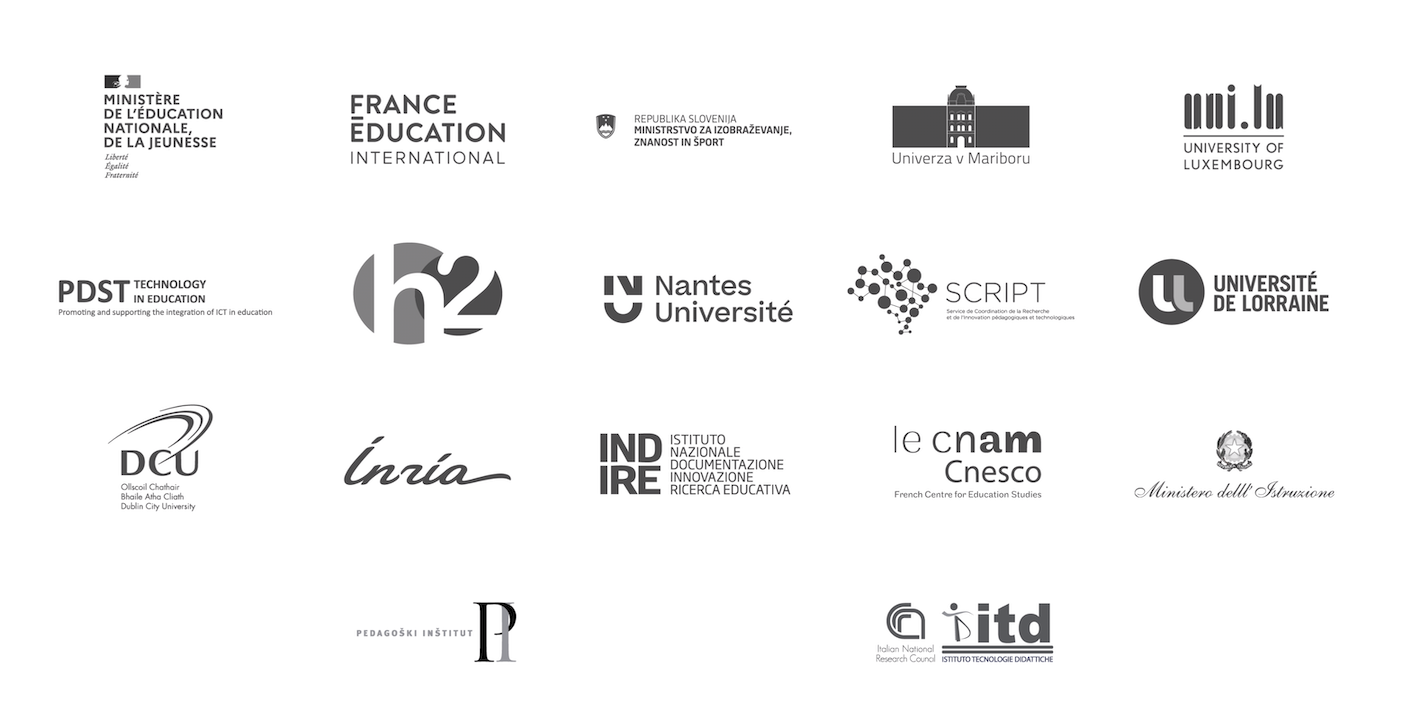 MINISTÈRE
DE L'ÉDUCATION
NATIONALE,
DE LA JEUNESSE
Liberté
Égalité
Fraternité
FRANCE
ÉDUCATION
INTERNATIONAL
REPUBLIKA SLOVENIJA
MINISTRSTVO ZA IZOBRAŽEVANJE,
ZNANOST IN ŠPORT
Univerza v Mariboru
uni.lu
UNIVERSITY OF
LUXEMBOURG
PDST TECHNOLOGY
IN EDUCATION
Promoting and supporting the integration of ICT in education
h2
Nantes
Université
SCRIPT
Service de Coordination de la Recherche
et de l'Innovation pédagogiques et technologiques
UNIVERSITÉ
DE LORRAINE
DCU
Ollscoil Chathair
Bhaile Átha Cliath
Dublin City University
Inria
IND
IRE
ISTITUTO
NAZIONALE
DOCUMENTAZIONE
INNOVAZIONE
RICERCA EDUCATIVA
le cnam
Cnesco
French Centre for Education Studies
Ministero delll' Istruzione
PEDAGOŠKI INŠTITUT PI
Italian National
Research Council
itd
ISTITUTO TECNOLOGIE DIDATTICHE